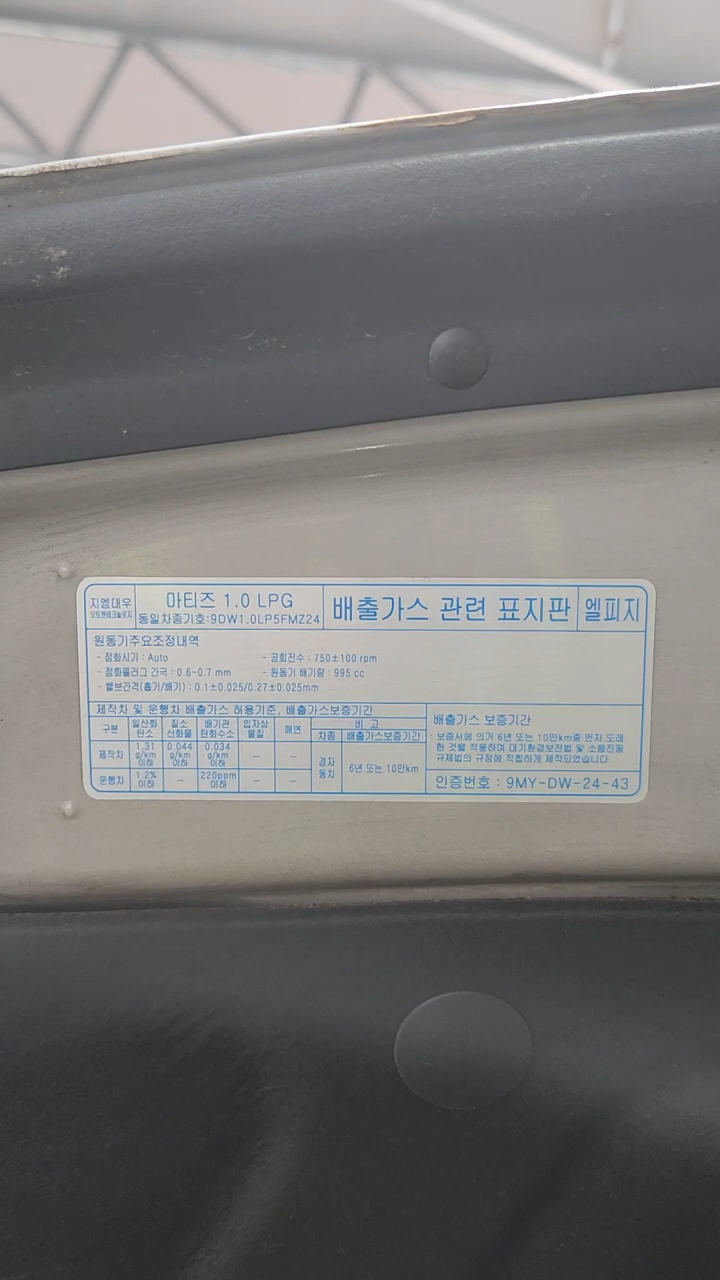 지엠대우
오토앤테크놀로지
마티즈 1.0 LPG
동일차종기호:9DW1.0LP5FMZ24
배출가스 관련 표지판
엘피지
원동기주요조정내역
- 점화시기 : Auto
- 공회전수 : 750±100 rpm
- 점화플러그 간극 : 0.6-0.7 mm
- 원동기 배기량 : 995 cc
- 밸브간격(흡기/배기) : 0.1±0.025/0.27±0.025mm
제작차 및 운행차 배출가스 허용기준, 배출가스보증기간
구분 일산화탄소 질소산화물 배기관탄화수소 입자상물질 매연 비 고
차종 배출가스보증기간
제작차 1.31 g/km 이하 0.044 g/km 이하 0.034 g/km 이하 - - 경자동차 6년 또는 10만km
운행차 1.2% 이하 - 220ppm 이하 - -
배출가스 보증기간
: 보증서에 의거 6년 또는 10만km중 먼저 도래
한 것을 적용하며 대기환경보전법 및 소음진동
규제법의 규정에 적합하게 제작되었습니다.
인증번호 : 9MY-DW-24-43